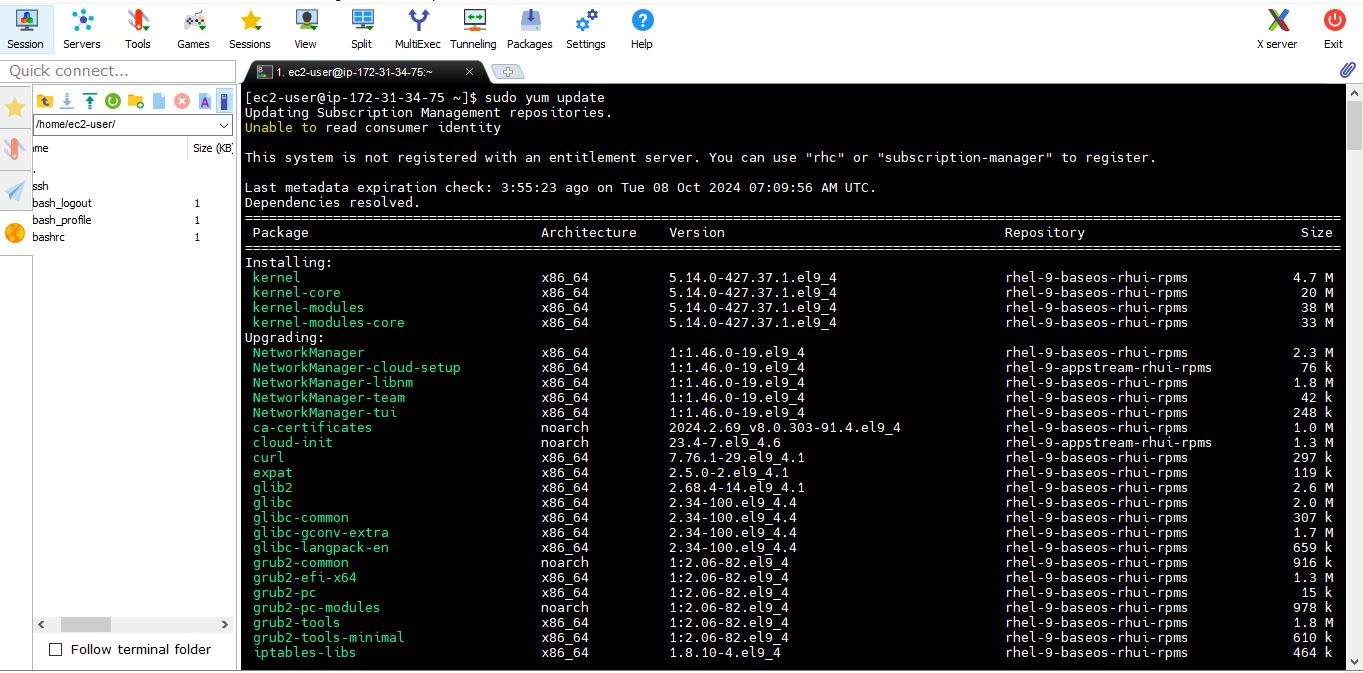 Session Servers Tools Games Sessions View Split MultiExec Tunneling Packages Settings Help X server Exit
Quick connect...
1. ec2-user@ip-172-31-34-75:~
/home/ec2-user/
me Size (KB)
.
ssh
bash_logout 1
bash_profile 1
bashrc 1
Follow terminal folder
[ec2-user@ip-172-31-34-75 ~]$ sudo yum update
Updating Subscription Management repositories.
Unable to read consumer identity
This system is not registered with an entitlement server. You can use "rhc" or "subscription-manager" to register.
Last metadata expiration check: 3:55:23 ago on Tue 08 Oct 2024 07:09:56 AM UTC.
Dependencies resolved.
Package Architecture Version Repository Size
Installing:
kernel x86_64 5.14.0-427.37.1.el9_4 rhel-9-baseos-rhui-rpms 4.7 M
kernel-core x86_64 5.14.0-427.37.1.el9_4 rhel-9-baseos-rhui-rpms 20 M
kernel-modules x86_64 5.14.0-427.37.1.el9_4 rhel-9-baseos-rhui-rpms 38 M
kernel-modules-core x86_64 5.14.0-427.37.1.el9_4 rhel-9-baseos-rhui-rpms 33 M
Upgrading:
NetworkManager x86_64 1:1.46.0-19.el9_4 rhel-9-baseos-rhui-rpms 2.3 M
NetworkManager-cloud-setup x86_64 1:1.46.0-19.el9_4 rhel-9-appstream-rhui-rpms 76 k
NetworkManager-libnm x86_64 1:1.46.0-19.el9_4 rhel-9-baseos-rhui-rpms 1.8 M
NetworkManager-team x86_64 1:1.46.0-19.el9_4 rhel-9-baseos-rhui-rpms 42 k
NetworkManager-tui x86_64 1:1.46.0-19.el9_4 rhel-9-baseos-rhui-rpms 248 k
ca-certificates noarch 2024.2.69_v8.0.303-91.4.el9_4 rhel-9-baseos-rhui-rpms 1.0 M
cloud-init noarch 23.4-7.el9_4.6 rhel-9-appstream-rhui-rpms 1.3 M
curl x86_64 7.76.1-29.el9_4.1 rhel-9-baseos-rhui-rpms 297 k
expat x86_64 2.5.0-2.el9_4.1 rhel-9-baseos-rhui-rpms 119 k
glib2 x86_64 2.68.4-14.el9_4.1 rhel-9-baseos-rhui-rpms 2.6 M
glibc x86_64 2.34-100.el9_4.4 rhel-9-baseos-rhui-rpms 2.0 M
glibc-common x86_64 2.34-100.el9_4.4 rhel-9-baseos-rhui-rpms 307 k
glibc-gconv-extra x86_64 2.34-100.el9_4.4 rhel-9-baseos-rhui-rpms 1.7 M
glibc-langpack-en x86_64 2.34-100.el9_4.4 rhel-9-baseos-rhui-rpms 659 k
grub2-common noarch 1:2.06-82.el9_4 rhel-9-baseos-rhui-rpms 916 k
grub2-efi-x64 x86_64 1:2.06-82.el9_4 rhel-9-baseos-rhui-rpms 1.3 M
grub2-pc x86_64 1:2.06-82.el9_4 rhel-9-baseos-rhui-rpms 15 k
grub2-pc-modules noarch 1:2.06-82.el9_4 rhel-9-baseos-rhui-rpms 978 k
grub2-tools x86_64 1:2.06-82.el9_4 rhel-9-baseos-rhui-rpms 1.8 M
grub2-tools-minimal x86_64 1:2.06-82.el9_4 rhel-9-baseos-rhui-rpms 610 k
iptables-libs x86_64 1.8.10-4.el9_4 rhel-9-baseos-rhui-rpms 464 k